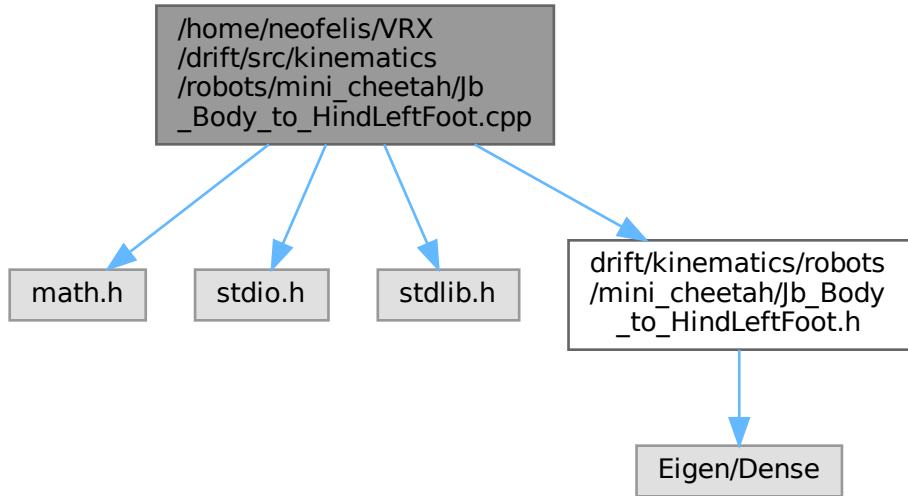 /home/neofelis/VRX
/drift/src/kinematics
/robots/mini_cheetah/Jb
_Body_to_HindLeftFoot.cpp
math.h
stdio.h
stdlib.h
drift/kinematics/robots
/mini_cheetah/Jb_Body
_to_HindLeftFoot.h
Eigen/Dense